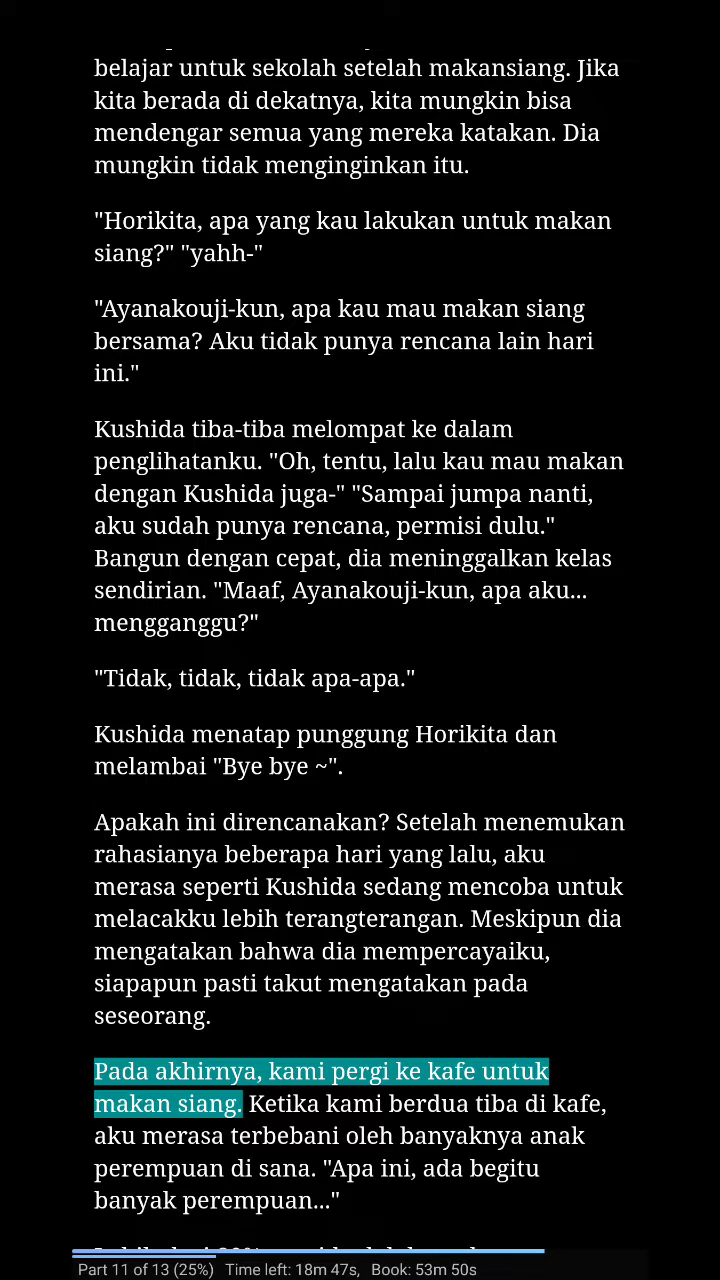 belajar untuk sekolah setelah makansiang. Jika
kita berada di dekatnya, kita mungkin bisa
mendengar semua yang mereka katakan. Dia
mungkin tidak menginginkan itu.
"Horikita, apa yang kau lakukan untuk makan
siang?" "yahh-"
"Ayanakouji-kun, apa kau mau makan siang
bersama? Aku tidak punya rencana lain hari
ini."
Kushida tiba-tiba melompat ke dalam
penglihatanku. "Oh, tentu, lalu kau mau makan
dengan Kushida juga-" "Sampai jumpa nanti,
aku sudah punya rencana, permisi dulu."
Bangun dengan cepat, dia meninggalkan kelas
sendirian. "Maaf, Ayanakouji-kun, apa aku...
mengganggu?"
"Tidak, tidak, tidak apa-apa."
Kushida menatap punggung Horikita dan
melambai "Bye bye ~".
Apakah ini direncanakan? Setelah menemukan
rahasianya beberapa hari yang lalu, aku
merasa seperti Kushida sedang mencoba untuk
melacakku lebih terangterangan. Meskipun dia
mengatakan bahwa dia mempercayaiku,
siapapun pasti takut mengatakan pada
seseorang.
Pada akhirnya, kami pergi ke kafe untuk
makan siang. Ketika kami berdua tiba di kafe,
aku merasa terbebani oleh banyaknya anak
perempuan di sana. "Apa ini, ada begitu
banyak perempuan..."
Part 11 of 13 (25%) Time left: 18m 47s, Book: 53m 50s